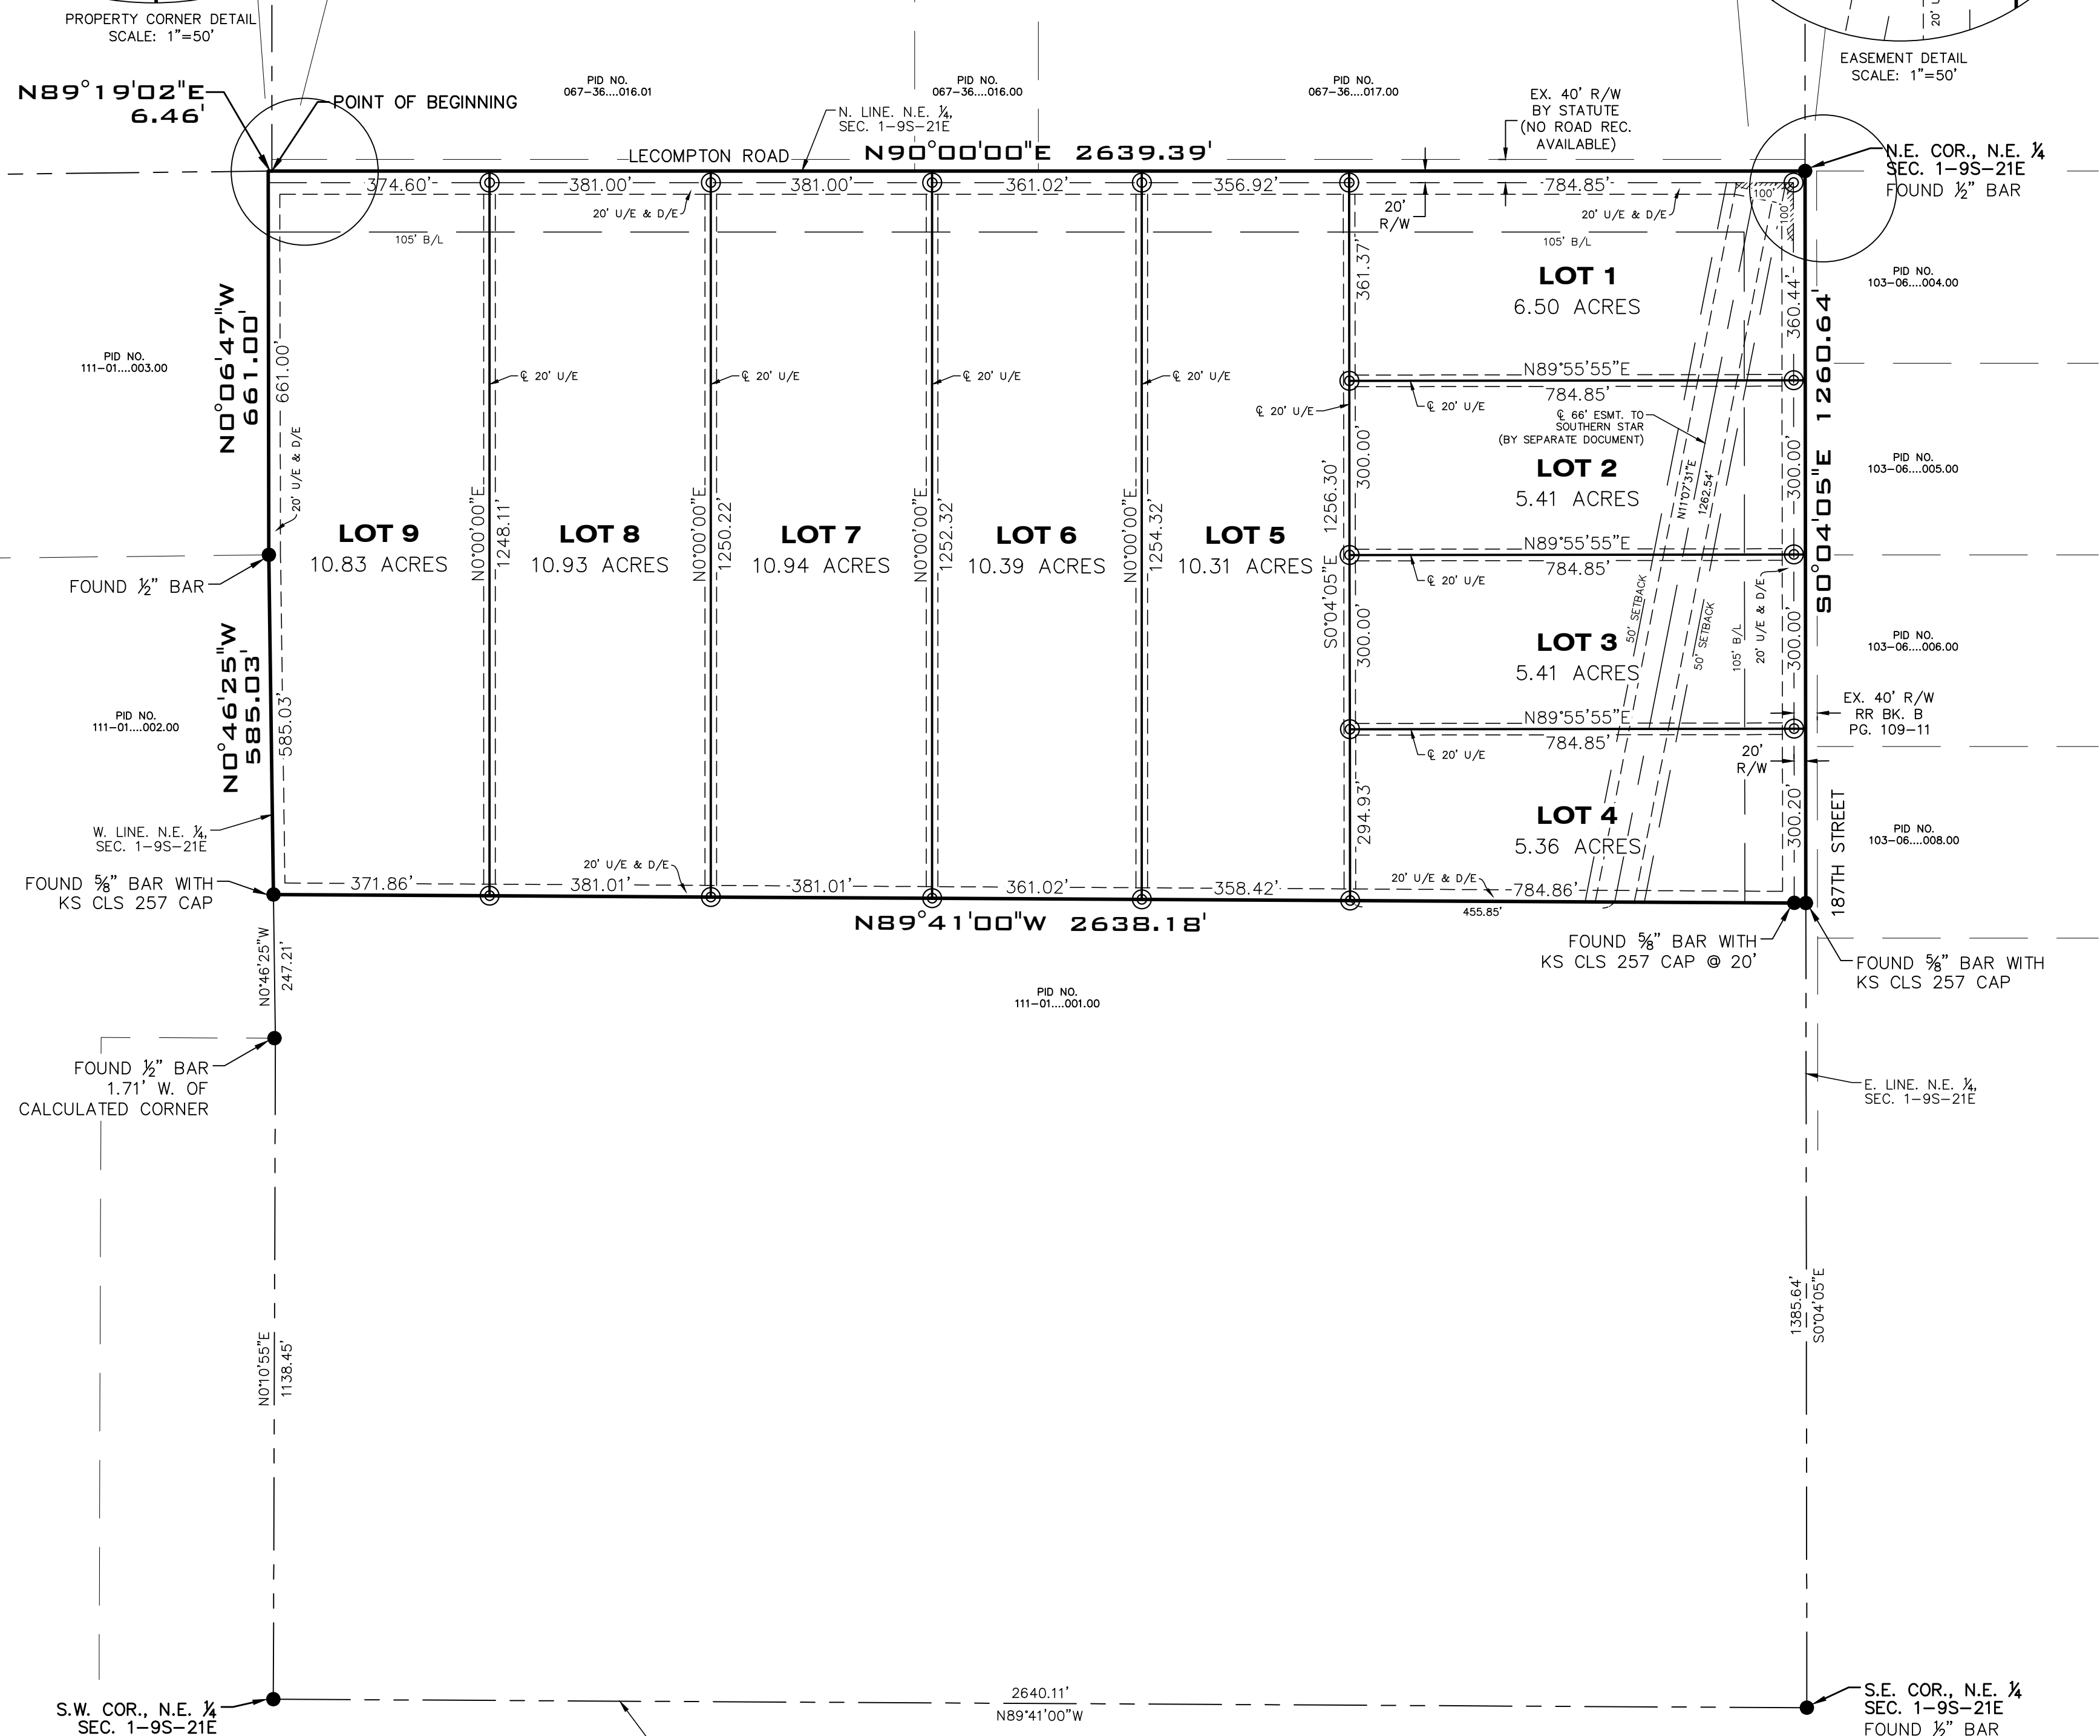 PROPERTY CORNER DETAIL
SCALE: 1"=50'
20' U
EASEMENT DETAIL
SCALE: 1"=50'
N89°19'02"E
6.46'
POINT OF BEGINNING
PID NO.
067-36....016.01
PID NO.
067-36....016.00
PID NO.
067-36....017.00
N. LINE. N.E. ¼,
SEC. 1-9S-21E
EX. 40' R/W
BY STATUTE
(NO ROAD REC.
AVAILABLE)
LECOMPTON ROAD
N90°00'00"E 2639.39'
N.E. COR., N.E. ¼
SEC. 1-9S-21E
FOUND ½" BAR
374.60'
381.00'
381.00'
361.02'
356.92'
784.85'
20' U/E & D/E
20'
R/W
20' U/E & D/E
100'
100'
105' B/L
105' B/L
LOT 1
6.50 ACRES
361.37'
360.44'
PID NO.
103-06....004.00
N0°06'47"W
661.00'
661.00'
S0°04'05"E 1260.64'
PID NO.
111-01....003.00
℄ 20' U/E
℄ 20' U/E
℄ 20' U/E
℄ 20' U/E
℄ 20' U/E
N89°55'55"E
784.85'
℄ 20' U/E
℄ 66' ESMT. TO
SOUTHERN STAR
(BY SEPARATE DOCUMENT)
20' U/E & D/E
LOT 2
5.41 ACRES
300.00'
300.00'
N11°07'31"E
1262.54'
PID NO.
103-06....005.00
LOT 9
10.83 ACRES
N0°00'00"E
1248.11'
LOT 8
10.93 ACRES
N0°00'00"E
1250.22'
LOT 7
10.94 ACRES
N0°00'00"E
1252.32'
LOT 6
10.39 ACRES
N0°00'00"E
1254.32'
LOT 5
10.31 ACRES
S0°04'05"E 1256.30'
N89°55'55"E
784.85'
℄ 20' U/E
FOUND ½" BAR
50' SETBACK
50' SETBACK
105' B/L
20' U/E & D/E
LOT 3
5.41 ACRES
300.00'
300.00'
PID NO.
103-06....006.00
N0°46'25"W
585.03'
585.03'
PID NO.
111-01....002.00
N89°55'55"E
784.85'
℄ 20' U/E
EX. 40' R/W
RR BK. B
PG. 109-11
20'
R/W
LOT 4
5.36 ACRES
294.93'
300.20'
187TH STREET
PID NO.
103-06....008.00
W. LINE. N.E. ¼,
SEC. 1-9S-21E
FOUND ⅝" BAR WITH
KS CLS 257 CAP
20' U/E & D/E
20' U/E & D/E
371.86'
381.01'
381.01'
361.02'
358.42'
784.86'
455.85'
N89°41'00"W 2638.18'
FOUND ⅝" BAR WITH
KS CLS 257 CAP @ 20'
FOUND ⅝" BAR WITH
KS CLS 257 CAP
N0°46'25"W
247.21'
PID NO.
111-01....001.00
FOUND ½" BAR
1.71' W. OF
CALCULATED CORNER
E. LINE. N.E. ¼,
SEC. 1-9S-21E
N0°10'55"E
1138.45'
1385.64'
S0°04'05"E
2640.11'
N89°41'00"W
S.W. COR., N.E. ¼
SEC. 1-9S-21E
S.E. COR., N.E. ¼
SEC. 1-9S-21E
FOUND ½" BAR